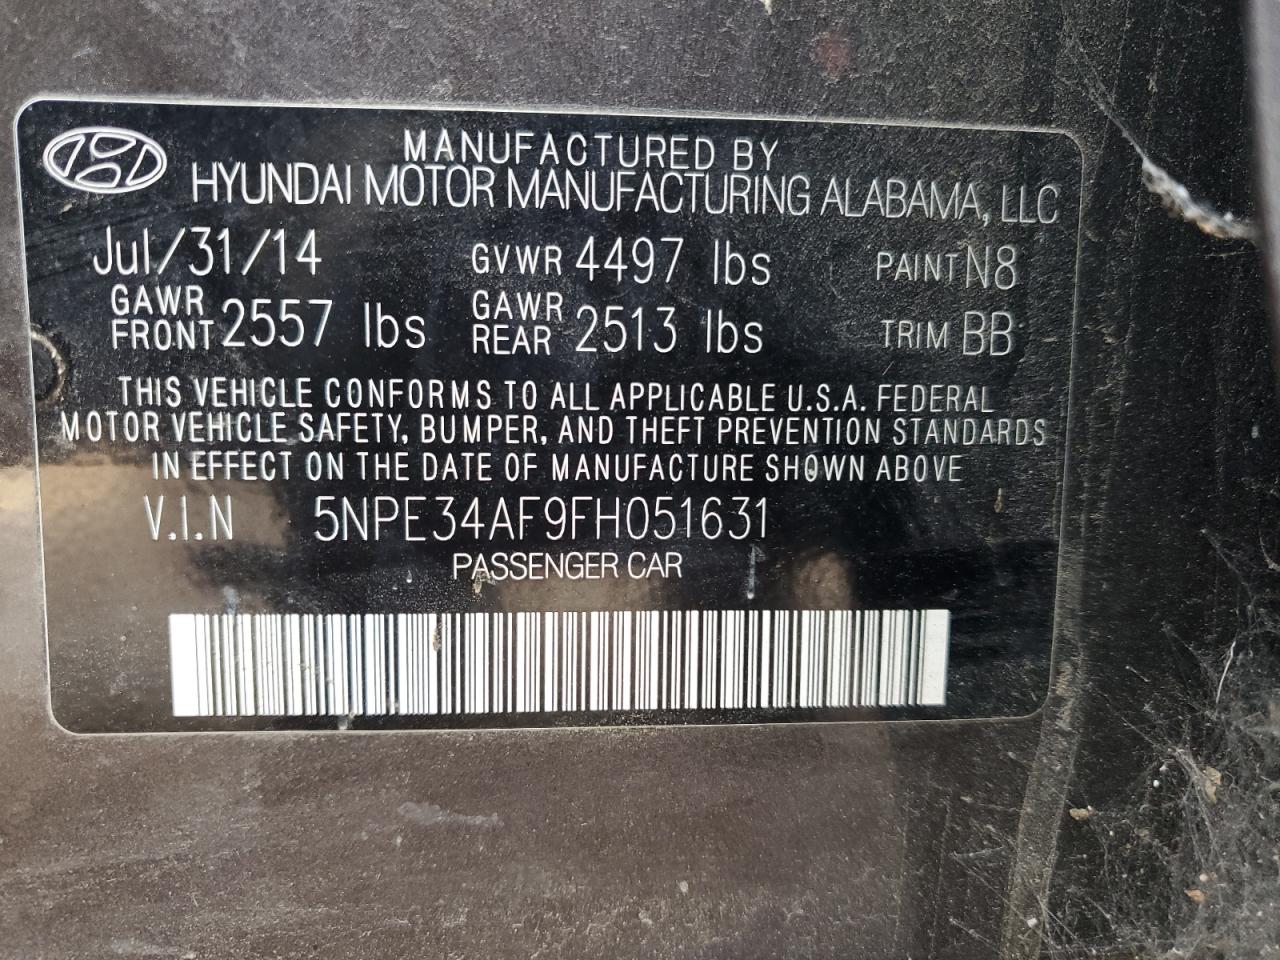 MANUFACTURED BY
HYUNDAI MOTOR MANUFACTURING ALABAMA, LLC
Jul/31/14 GVWR 4497 lbs PAINT N8
GAWR FRONT 2557 lbs GAWR REAR 2513 lbs TRIM BB
THIS VEHICLE CONFORMS TO ALL APPLICABLE U.S.A. FEDERAL
MOTOR VEHICLE SAFETY, BUMPER, AND THEFT PREVENTION STANDARDS
IN EFFECT ON THE DATE OF MANUFACTURE SHOWN ABOVE
V.I.N 5NPE34AF9FH051631
PASSENGER CAR